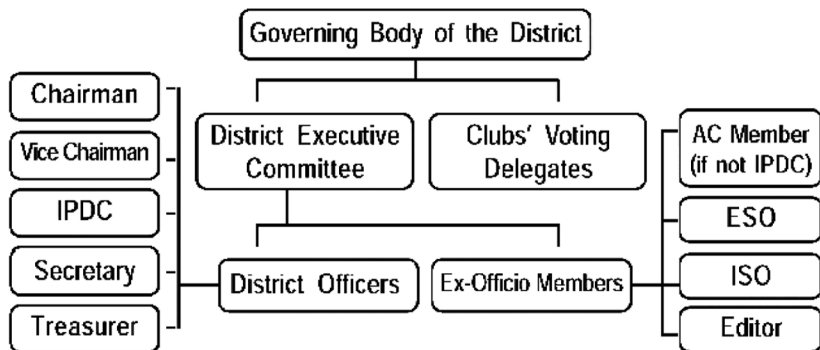 Governing Body of the District
Chairman
Vice Chairman
IPDC
Secretary
Treasurer
District Executive
Committee
Clubs' Voting
Delegates
District Officers
Ex-Officio Members
AC Member
(if not IPDC)
ESO
ISO
Editor